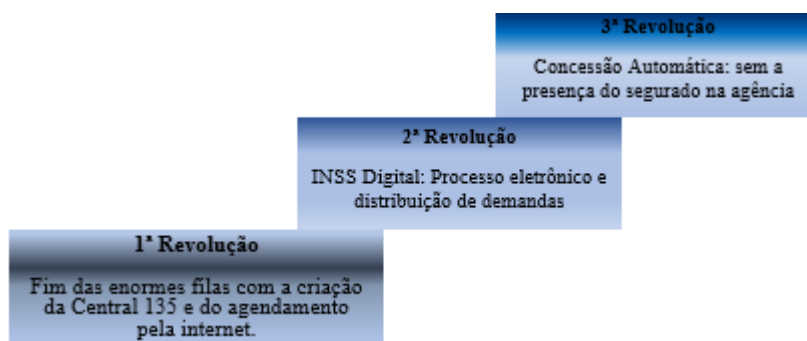 3ª Revolução
Concessão Automática: sem a
presença do segurado na agência
2ª Revolução
INSS Digital: Processo eletrônico e
distribuição de demandas
1ª Revolução
Fim das enormes filas com a criação
da Central 135 e do agendamento
pela internet.